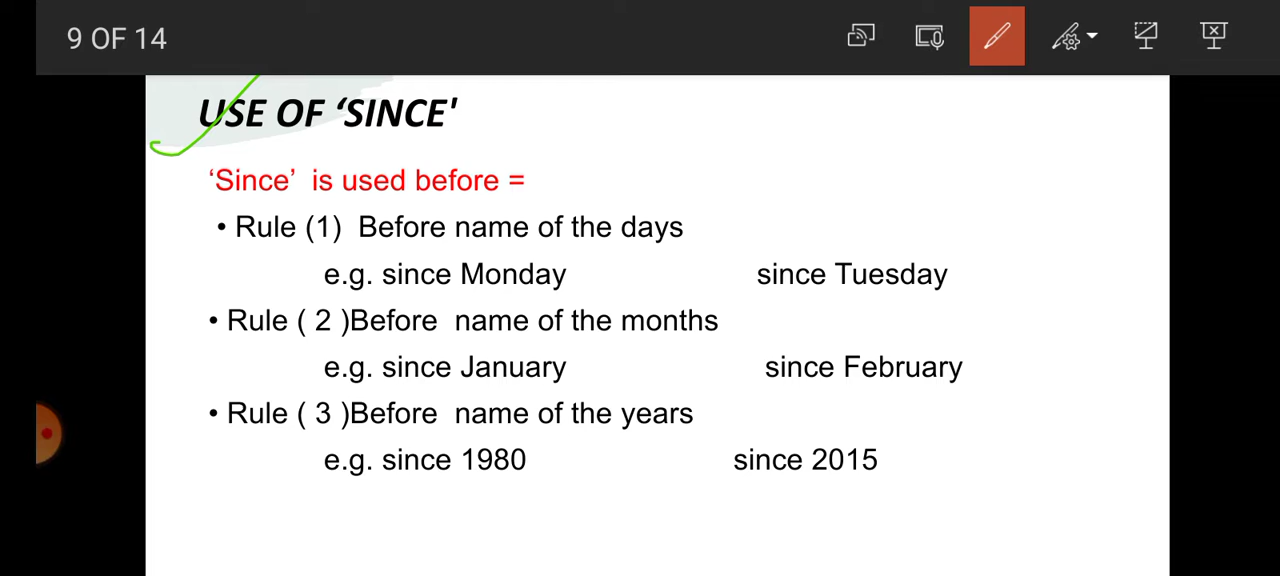 9 OF 14
USE OF ‘SINCE'
‘Since’ is used before =
• Rule (1) Before name of the days
e.g. since Monday since Tuesday
• Rule ( 2 )Before name of the months
e.g. since January since February
• Rule ( 3 )Before name of the years
e.g. since 1980 since 2015